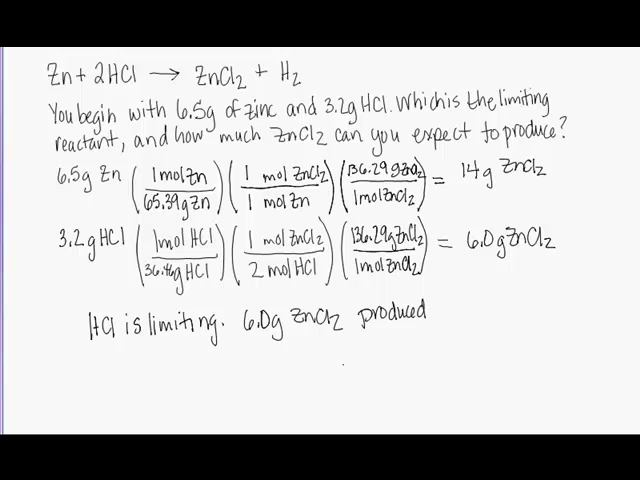 Zn + 2HCl → ZnCl₂ + H₂
You begin with 6.5g of zinc and 3.2g HCl. Which is the limiting
reactant, and how much ZnCl₂ can you expect to produce?
6.5g Zn (1 mol Zn / 65.39g Zn) (1 mol ZnCl₂ / 1 mol Zn) (136.29g ZnCl₂ / 1 mol ZnCl₂) = 14g ZnCl₂
3.2g HCl (1 mol HCl / 36.46g HCl) (1 mol ZnCl₂ / 2 mol HCl) (136.29g ZnCl₂ / 1 mol ZnCl₂) = 6.0g ZnCl₂
HCl is limiting. 6.0g ZnCl₂ produced